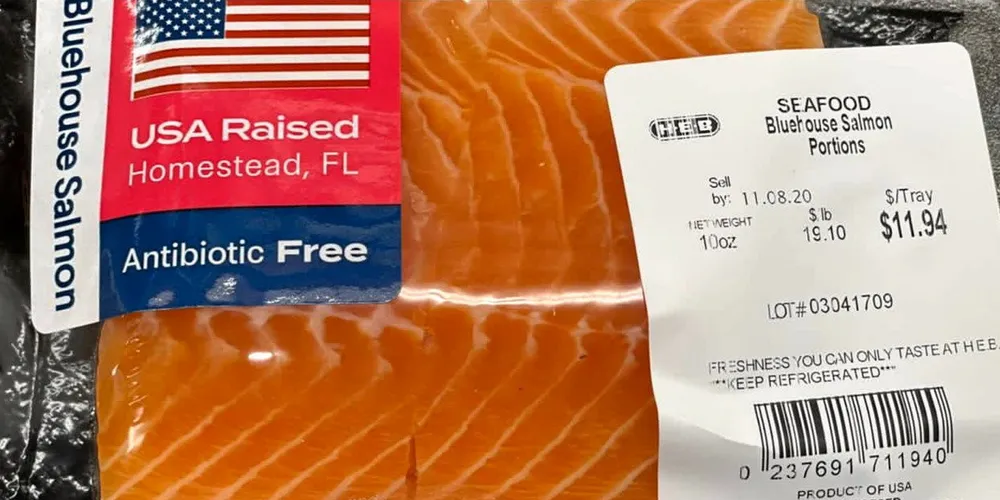 Bluehouse Salmon
USA Raised
Homestead, FL
Antibiotic Free
H-E-B
SEAFOOD
Bluehouse Salmon
Portions
Sell
by: 11.08.20
$/Tray
NET WEIGHT
$/lb
$11.94
10oz
19.10
LOT# 03041709
FRESHNESS YOU CAN ONLY TASTE AT H.E.B.
**KEEP REFRIGERATED**
0 237691 711940
PRODUCT OF USA